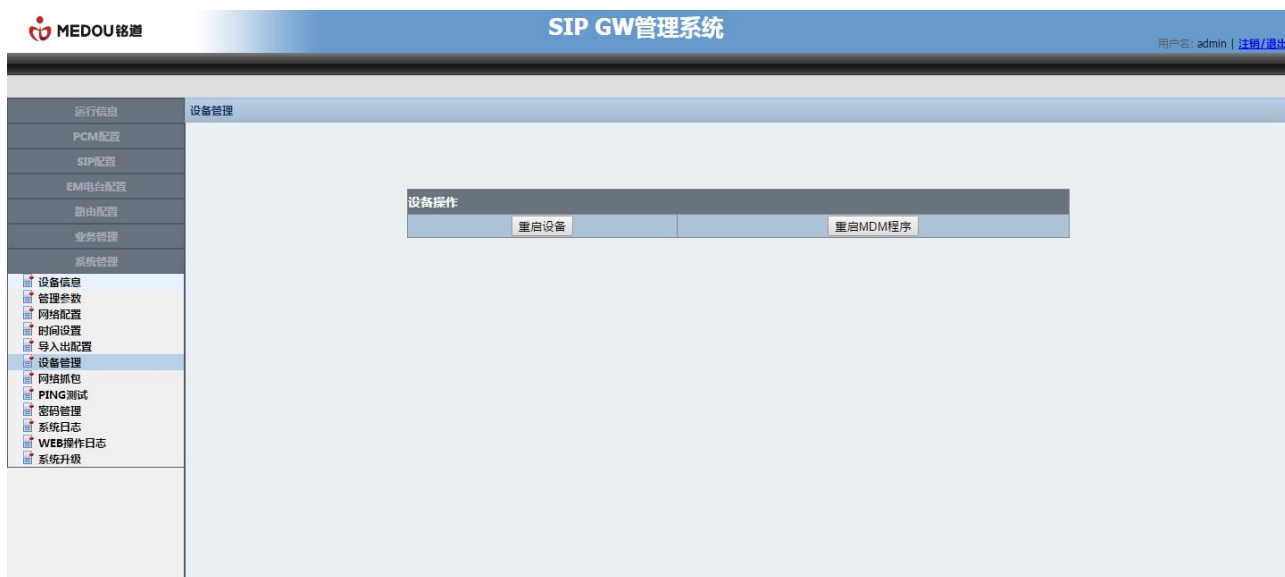 MEDOU铭道
SIP GW管理系统
用户名: admin | 注销/退出
运行信息
PCM配置
SIP配置
EM电台配置
路由配置
业务管理
系统管理
设备信息
管理参数
网络配置
时间设置
导入出配置
设备管理
网络抓包
PING测试
密码管理
系统日志
WEB操作日志
系统升级
设备管理
设备操作
重启设备 重启MDM程序